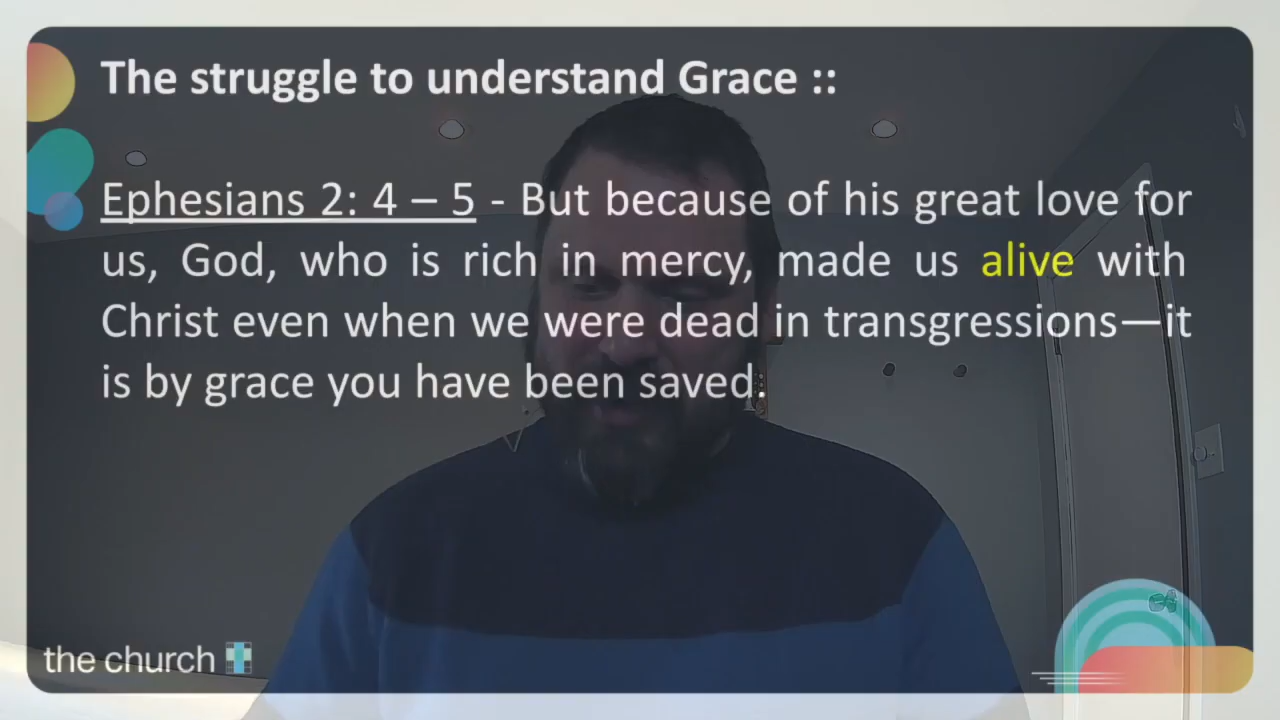 The struggle to understand Grace ::
Ephesians 2: 4 – 5 - But because of his great love for
us, God, who is rich in mercy, made us alive with
Christ even when we were dead in transgressions—it
is by grace you have been saved.
the church